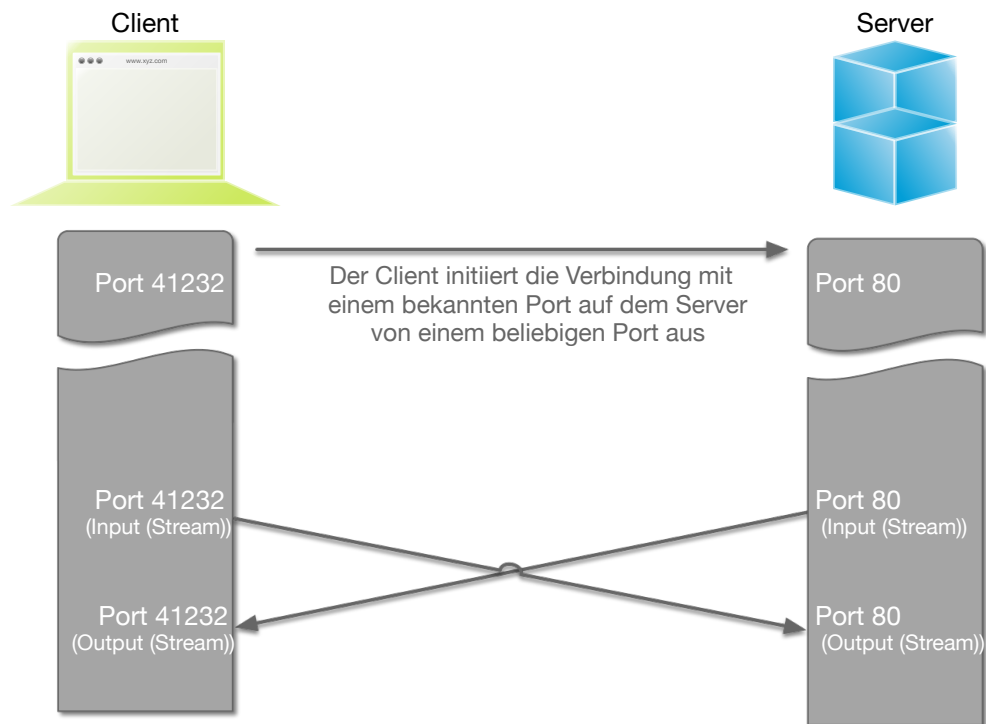 Client
Server
www.xyz.com
Port 41232
Der Client initiiert die Verbindung mit
einem bekannten Port auf dem Server
von einem beliebigen Port aus
Port 80
Port 41232
(Input (Stream))
Port 80
(Input (Stream))
Port 41232
(Output (Stream))
Port 80
(Output (Stream))